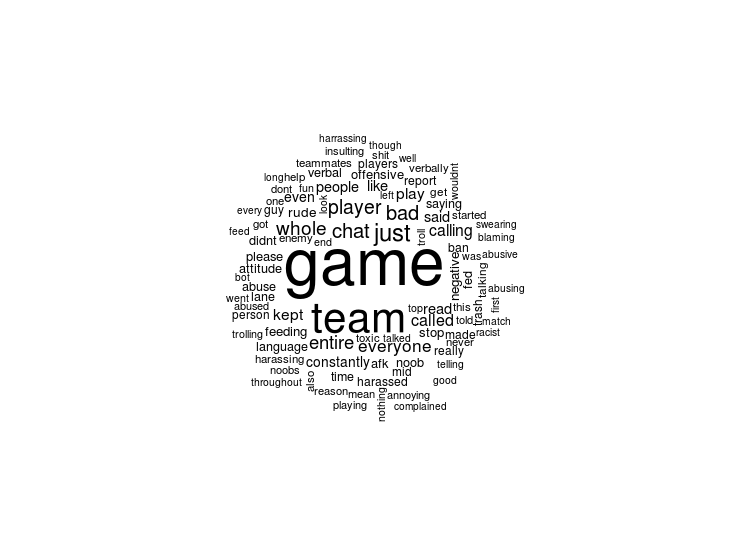 harrassing
though
insulting
shit
well
teammates
players
verbally
wouldnt
longhelp
verbal
offensive
report
dont
fun
people
like
left
play
get
one
even
look
player
bad
saying
every
guy
rude
said
started
feed
got
whole
chat
just
troll
calling
swearing
didnt
enemy
end
blaming
please
game
ban
was
abusive
attitude
negative
fed
talking
bot
abuse
abusing
went
lane
trash
first
abused
person
kept
team
top
read
this
called
told
match
trolling
feeding
entire
toxic
talked
stop
made
racist
language
everyone
never
harassing
constantly
afk
noob
really
telling
noobs
mid
throughout
also
time
harassed
good
reason
mean
annoying
playing
nothing
complained